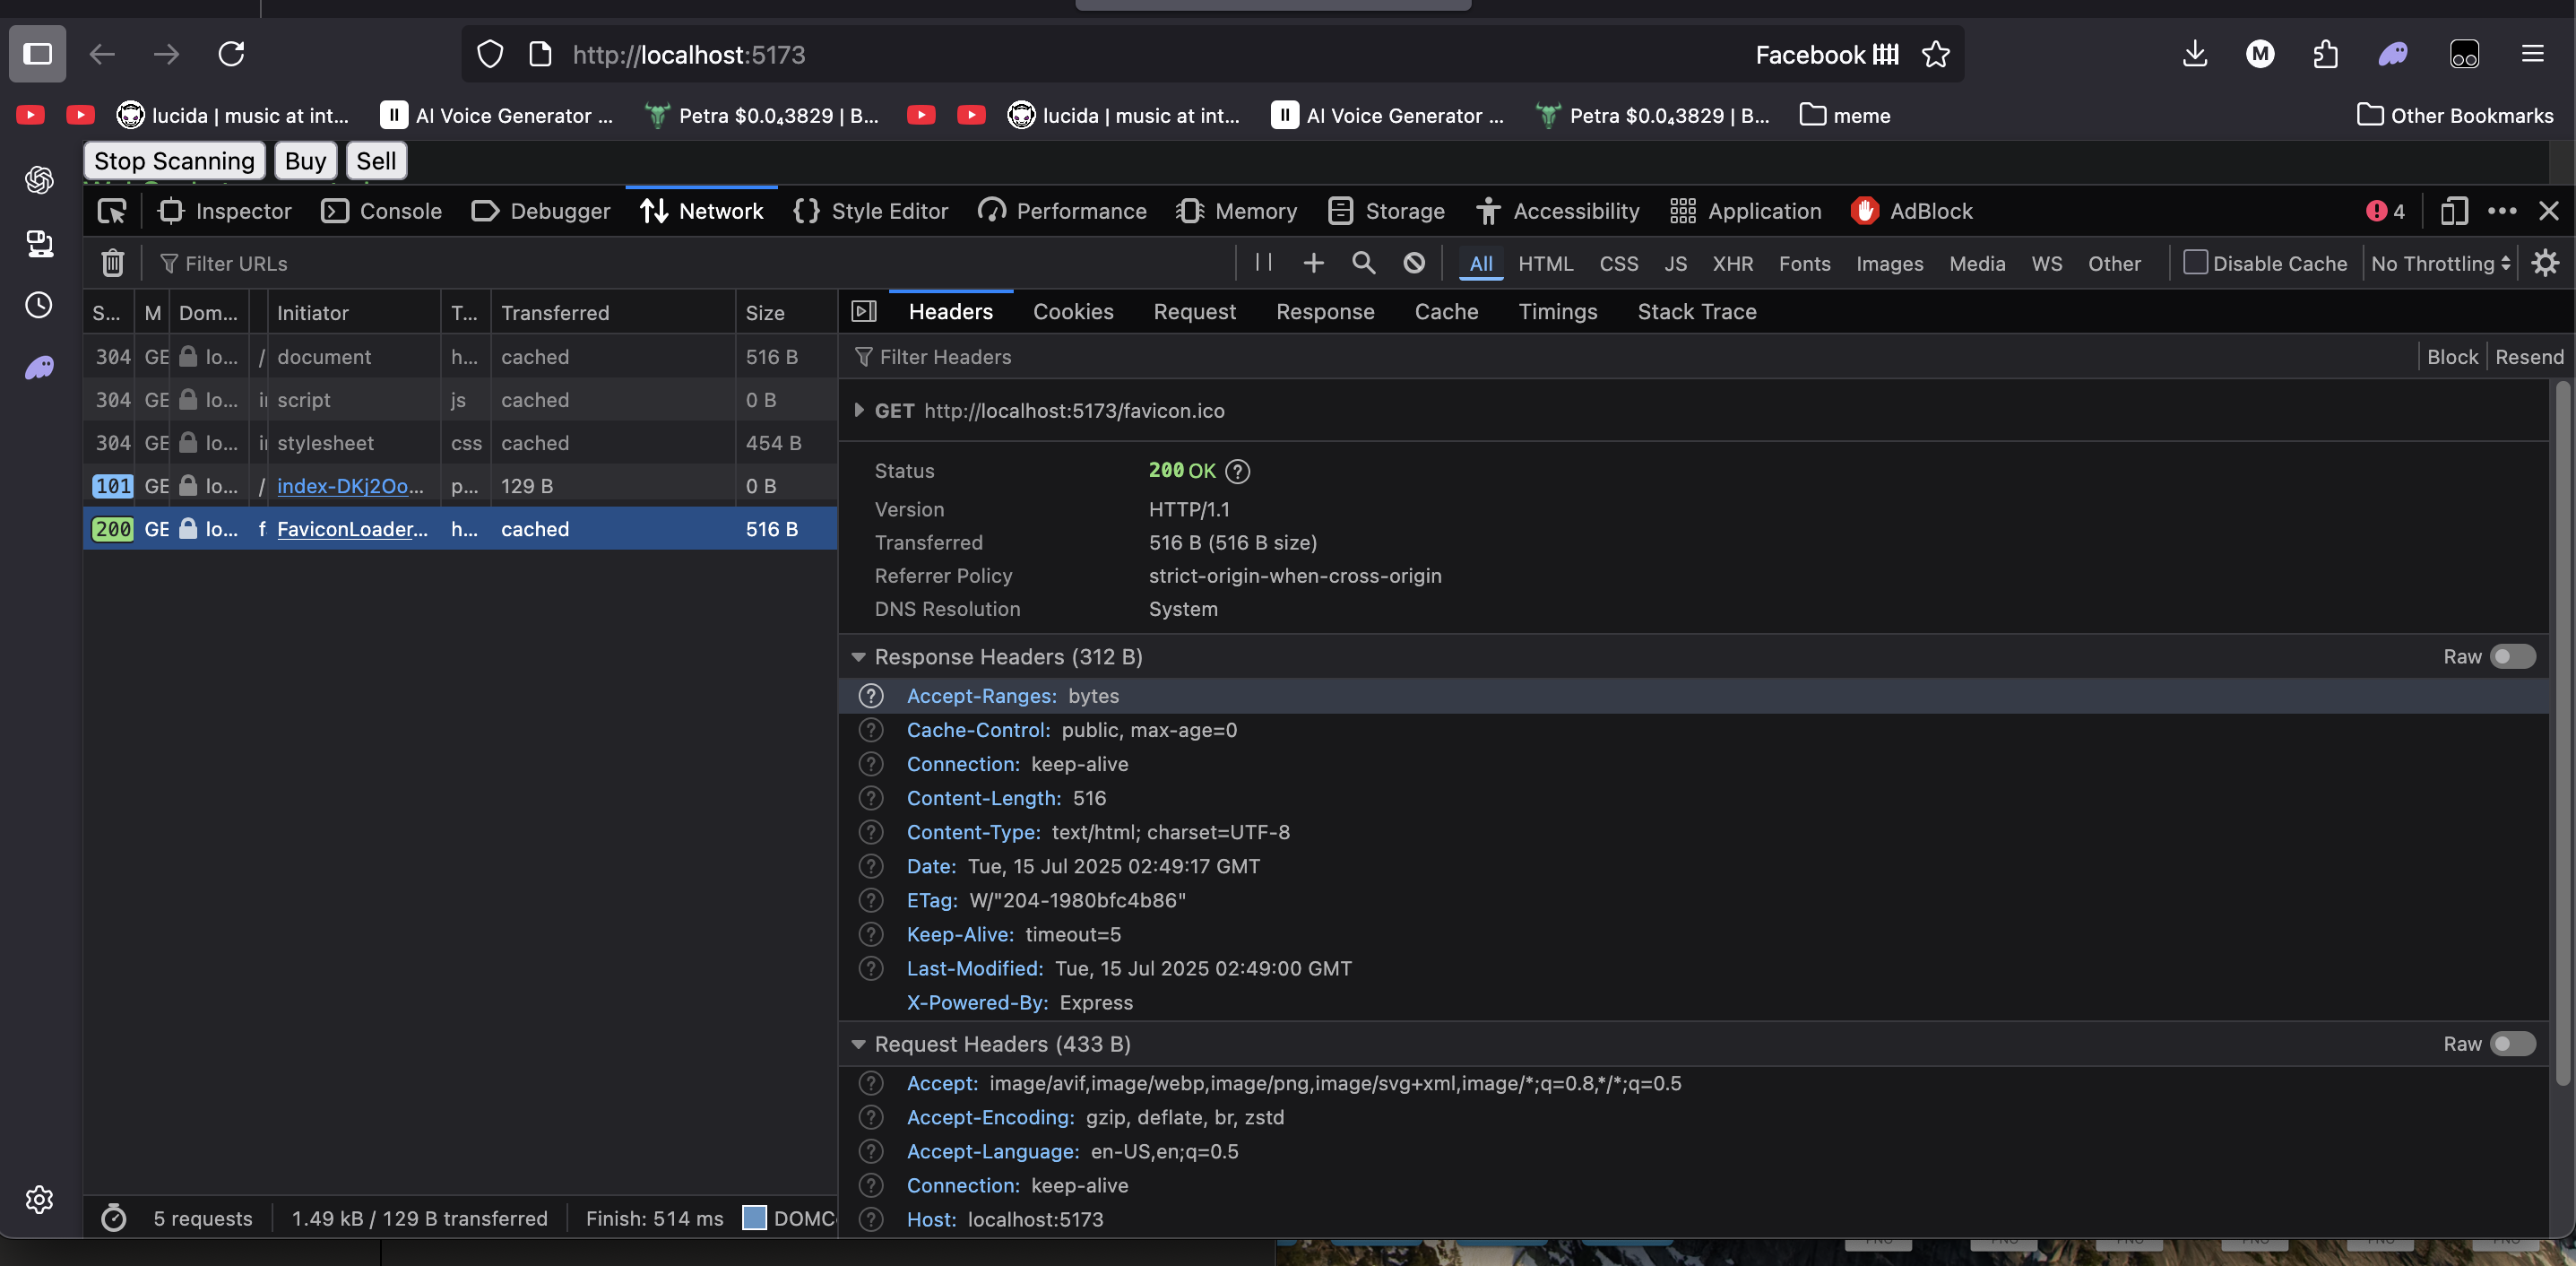 http://localhost:5173
Facebook
M
lucida | music at int...
AI Voice Generator ...
Petra $0.0₄3829 | B...
lucida | music at int...
AI Voice Generator ...
Petra $0.0₄3829 | B...
meme
Other Bookmarks
Stop Scanning Buy Sell
Inspector Console Debugger Network Style Editor Performance Memory Storage Accessibility Application AdBlock 4
Filter URLs
All HTML CSS JS XHR Fonts Images Media WS Other Disable Cache No Throttling
S... M Dom... Initiator T... Transferred Size
304 GE lo... / document h... cached 516 B
304 GE lo... script js cached 0 B
304 GE lo... stylesheet css cached 454 B
101 GE lo... / index-DKj2Oo... p... 129 B 0 B
200 GE lo... f FaviconLoader... h... cached 516 B
5 requests 1.49 kB / 129 B transferred Finish: 514 ms DOMC
Headers Cookies Request Response Cache Timings Stack Trace
Filter Headers Block Resend
GET http://localhost:5173/favicon.ico
Status 200 OK
Version HTTP/1.1
Transferred 516 B (516 B size)
Referrer Policy strict-origin-when-cross-origin
DNS Resolution System
Response Headers (312 B) Raw
Accept-Ranges: bytes
Cache-Control: public, max-age=0
Connection: keep-alive
Content-Length: 516
Content-Type: text/html; charset=UTF-8
Date: Tue, 15 Jul 2025 02:49:17 GMT
ETag: W/"204-1980bfc4b86"
Keep-Alive: timeout=5
Last-Modified: Tue, 15 Jul 2025 02:49:00 GMT
X-Powered-By: Express
Request Headers (433 B) Raw
Accept: image/avif,image/webp,image/png,image/svg+xml,image/*;q=0.8,*/*;q=0.5
Accept-Encoding: gzip, deflate, br, zstd
Accept-Language: en-US,en;q=0.5
Connection: keep-alive
Host: localhost:5173